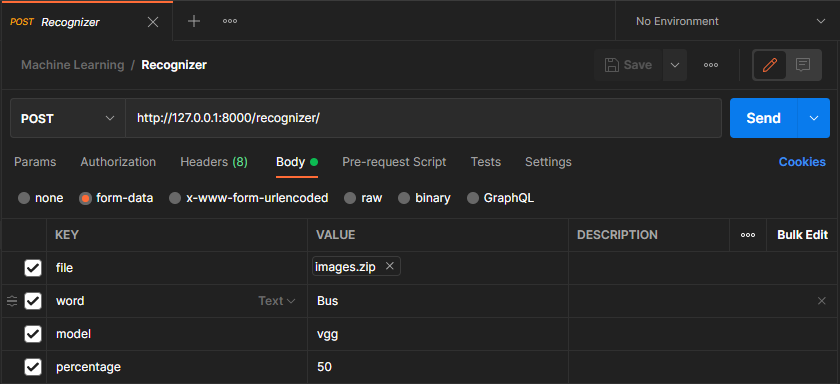 POST Recognizer No Environment
Machine Learning / Recognizer Save
POST http://127.0.0.1:8000/recognizer/ Send
Params Authorization Headers (8) Body Pre-request Script Tests Settings Cookies
none form-data x-www-form-urlencoded raw binary GraphQL
KEY VALUE DESCRIPTION Bulk Edit
file images.zip
word Text Bus
model vgg
percentage 50